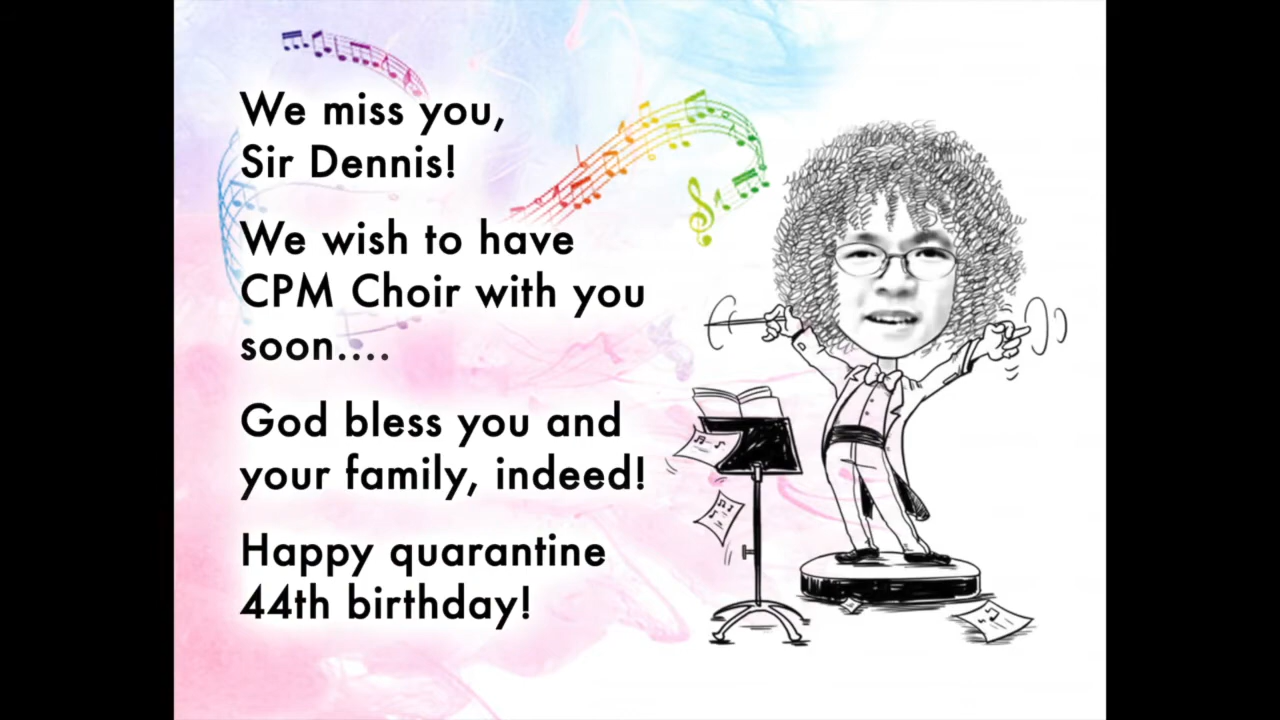 We miss you,
Sir Dennis!
We wish to have
CPM Choir with you
soon....
God bless you and
your family, indeed!
Happy quarantine
44th birthday!